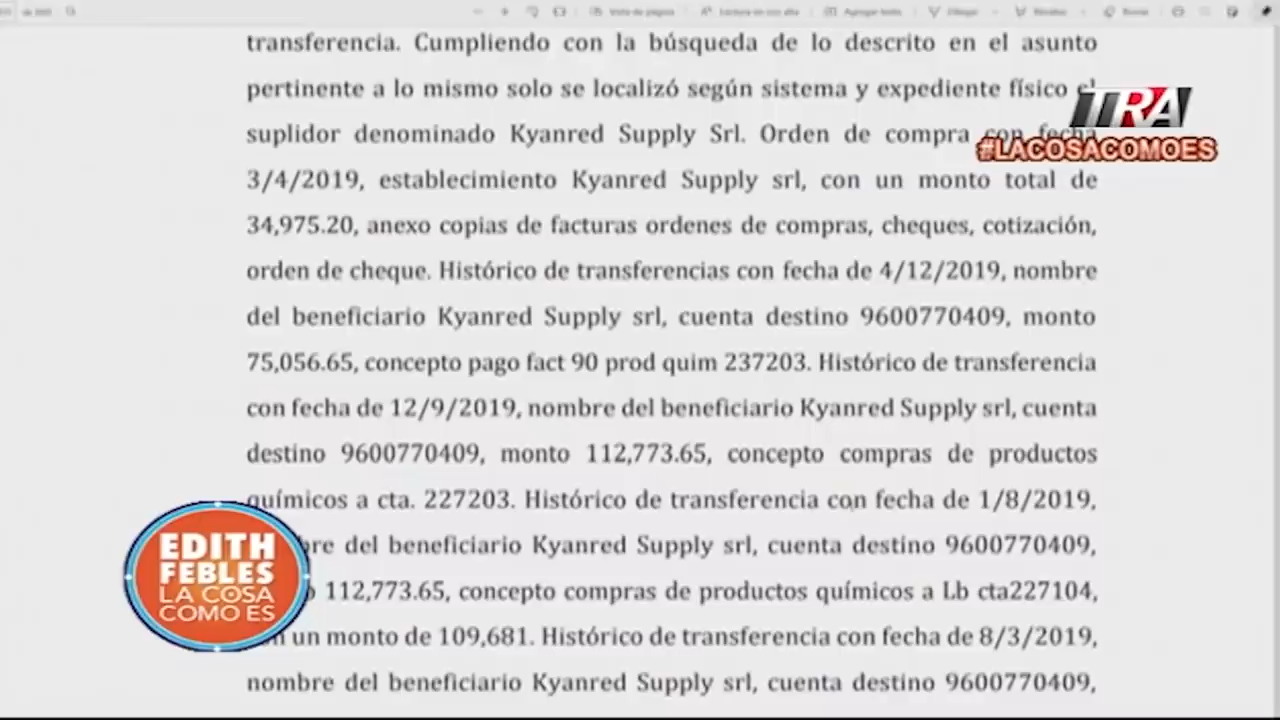 transferencia. Cumpliendo con la búsqueda de lo descrito en el asunto
pertinente a lo mismo solo se localizó según sistema y expediente físico el
suplidor denominado Kyanred Supply Srl. Orden de compra con fecha
3/4/2019, establecimiento Kyanred Supply srl, con un monto total de
34,975.20, anexo copias de facturas ordenes de compras, cheques, cotización,
orden de cheque. Histórico de transferencias con fecha de 4/12/2019, nombre
del beneficiario Kyanred Supply srl, cuenta destino 9600770409, monto
75,056.65, concepto pago fact 90 prod quim 237203. Histórico de transferencia
con fecha de 12/9/2019, nombre del beneficiario Kyanred Supply srl, cuenta
destino 9600770409, monto 112,773.65, concepto compras de productos
químicos a cta. 227203. Histórico de transferencia con fecha de 1/8/2019,
bre del beneficiario Kyanred Supply srl, cuenta destino 9600770409,
112,773.65, concepto compras de productos químicos a Lb cta227104,
un monto de 109,681. Histórico de transferencia con fecha de 8/3/2019,
nombre del beneficiario Kyanred Supply srl, cuenta destino 9600770409,
TRA
#LACOSACOMOES
EDITH
FEBLES
LA COSA
COMO ES